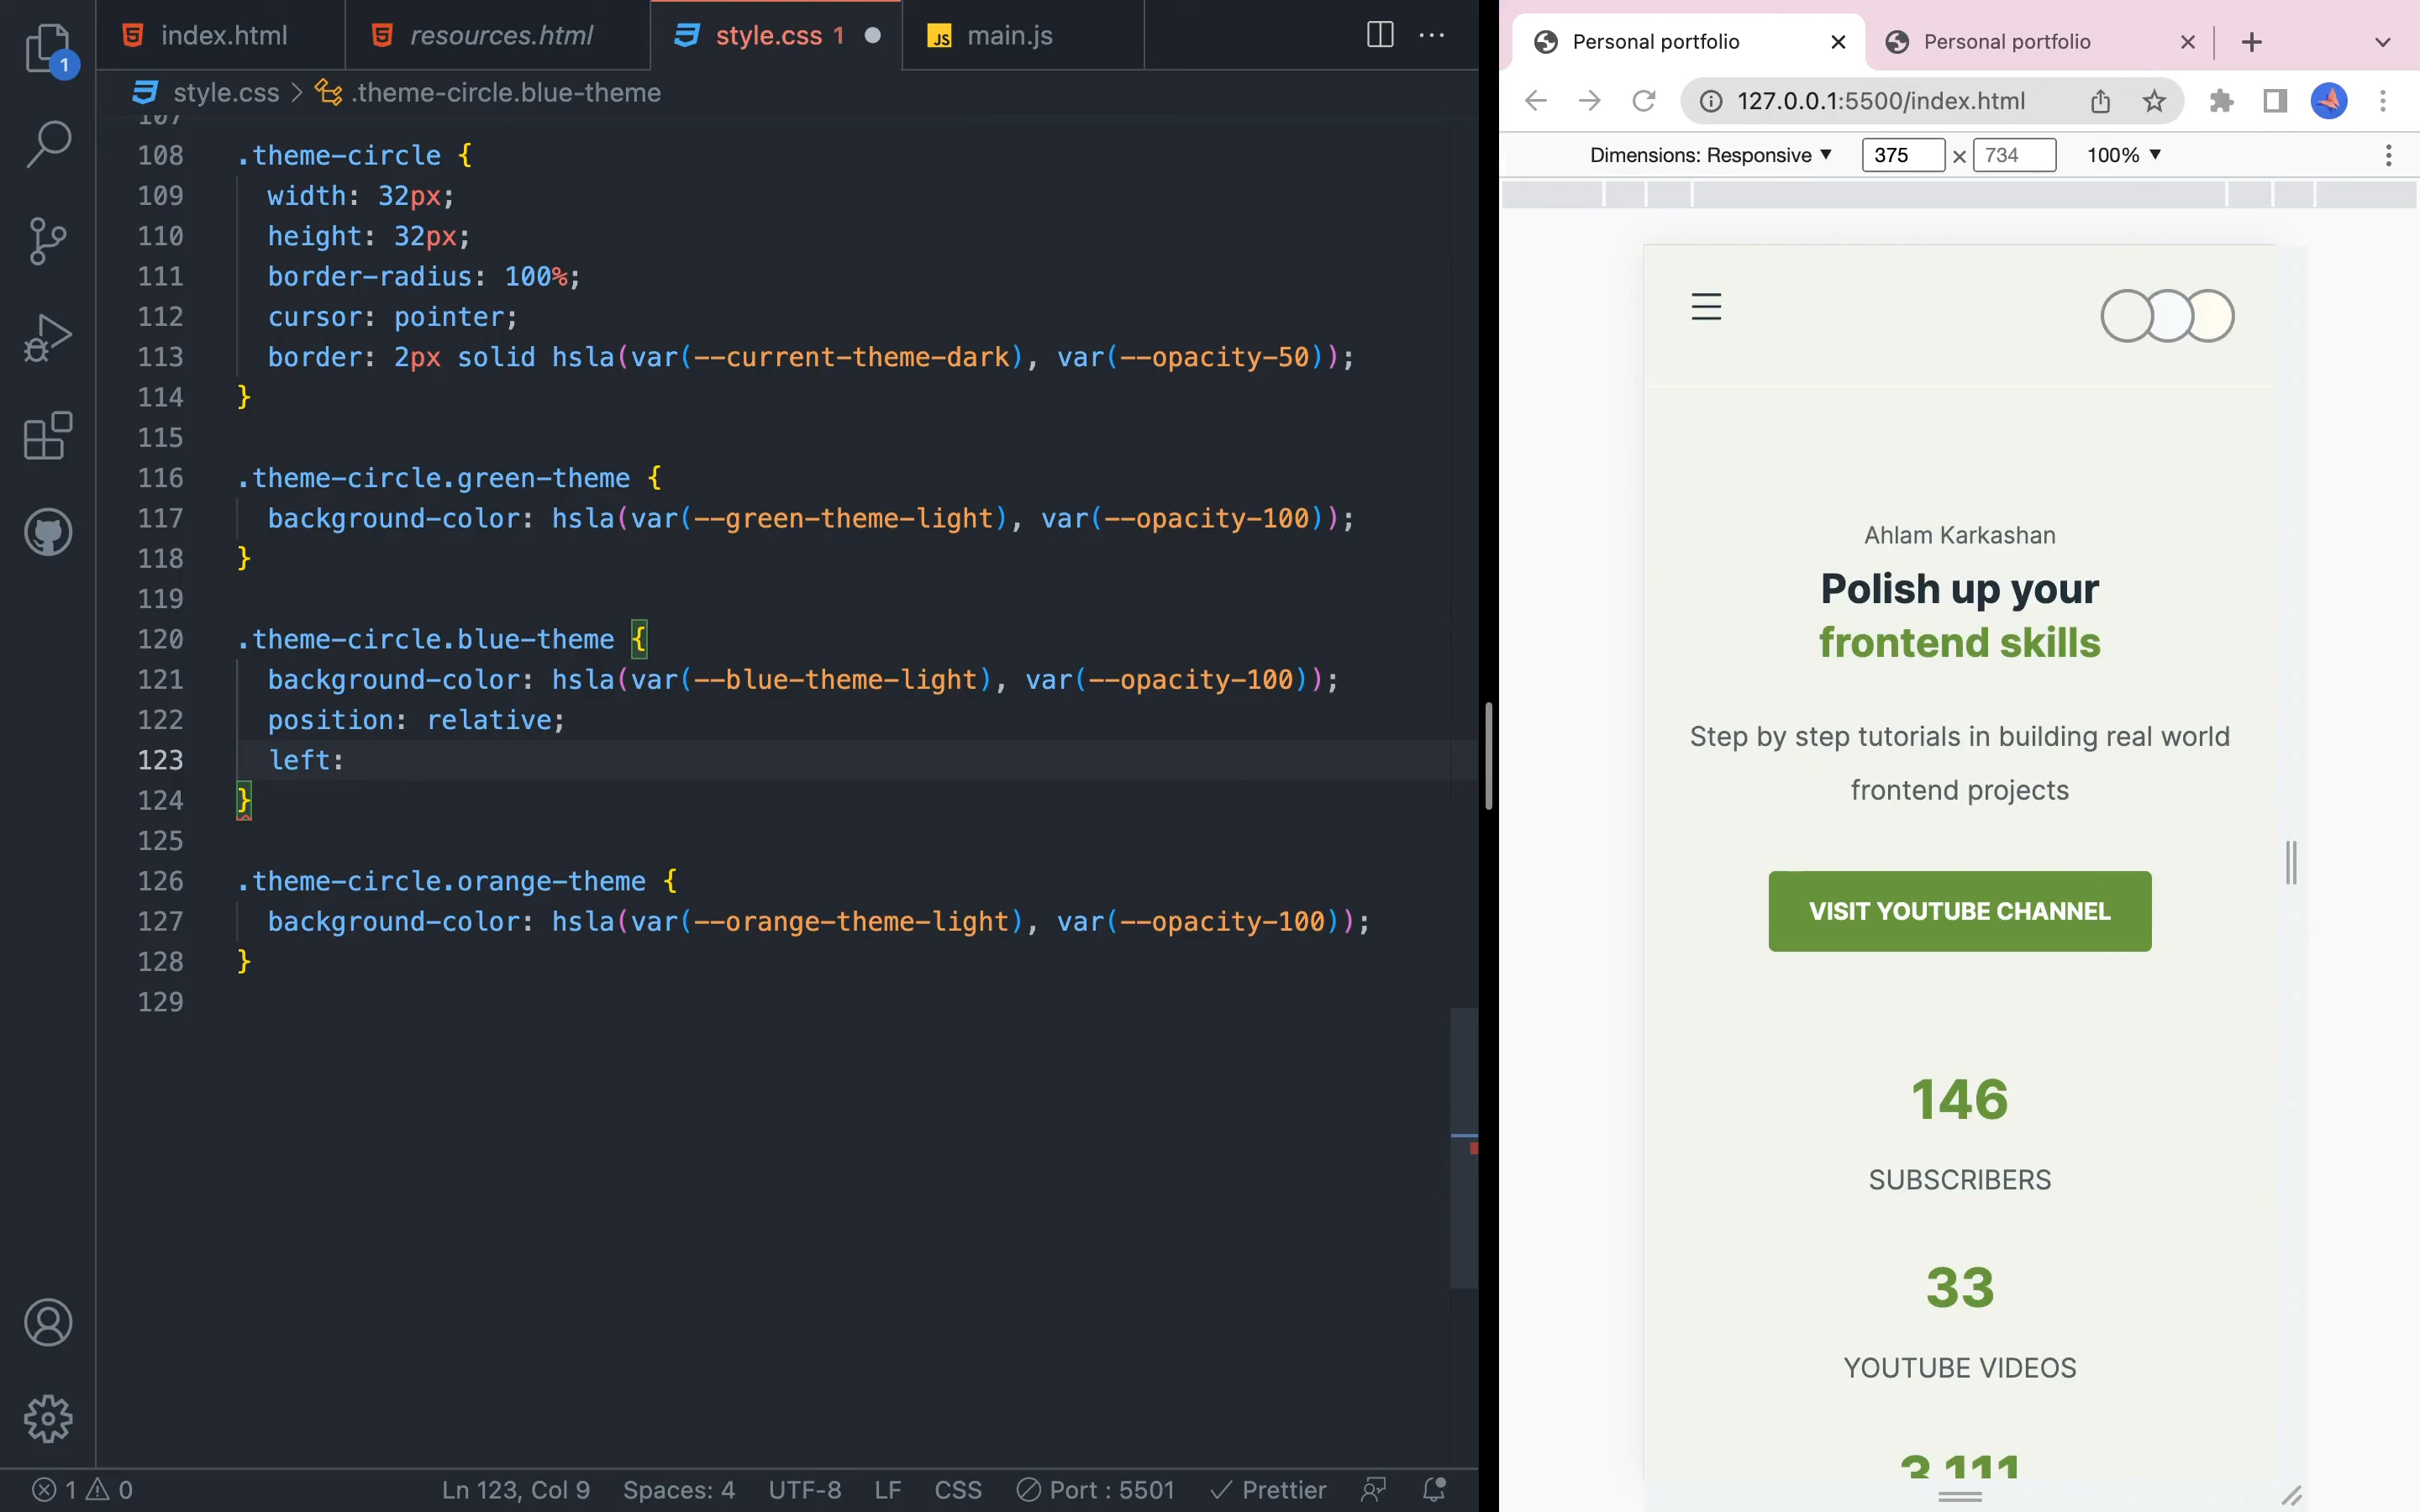 index.html
resources.html
style.css 1
main.js
1
style.css > .theme-circle.blue-theme
107
108 .theme-circle {
109 width: 32px;
110 height: 32px;
111 border-radius: 100%;
112 cursor: pointer;
113 border: 2px solid hsla(var(--current-theme-dark), var(--opacity-50));
114 }
115
116 .theme-circle.green-theme {
117 background-color: hsla(var(--green-theme-light), var(--opacity-100));
118 }
119
120 .theme-circle.blue-theme {
121 background-color: hsla(var(--blue-theme-light), var(--opacity-100));
122 position: relative;
123 left:
124 }
125
126 .theme-circle.orange-theme {
127 background-color: hsla(var(--orange-theme-light), var(--opacity-100));
128 }
129
1 0 Ln 123, Col 9 Spaces: 4 UTF-8 LF CSS Port : 5501 Prettier
Personal portfolio
Personal portfolio
127.0.0.1:5500/index.html
Dimensions: Responsive 375 × 734 100%
Ahlam Karkashan
Polish up your
frontend skills
Step by step tutorials in building real world
frontend projects
VISIT YOUTUBE CHANNEL
146
SUBSCRIBERS
33
YOUTUBE VIDEOS
3,111